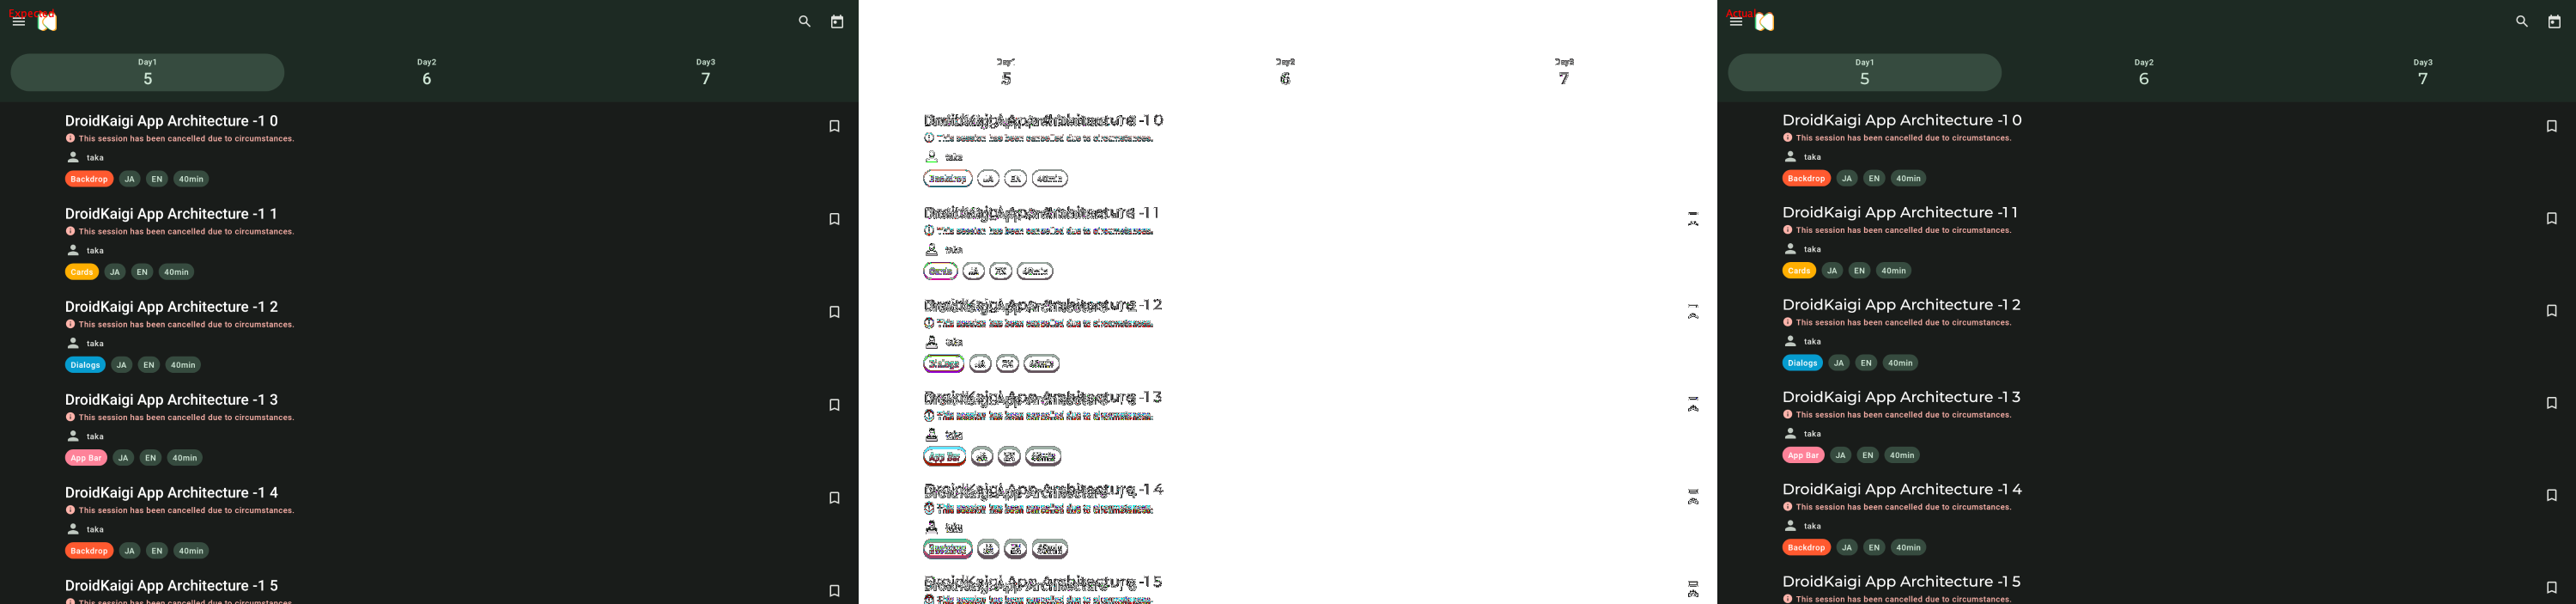 Expected
Day1 Day2 Day3
5 6 7
DroidKaigi App Architecture -1 0
This session has been cancelled due to circumstances.
taka
Backdrop JA EN 40min
DroidKaigi App Architecture -1 1
This session has been cancelled due to circumstances.
taka
Cards JA EN 40min
DroidKaigi App Architecture -1 2
This session has been cancelled due to circumstances.
taka
Dialogs JA EN 40min
DroidKaigi App Architecture -1 3
This session has been cancelled due to circumstances.
taka
App Bar JA EN 40min
DroidKaigi App Architecture -1 4
This session has been cancelled due to circumstances.
taka
Backdrop JA EN 40min
DroidKaigi App Architecture -1 5
This session has been cancelled due to circumstances.
Day1 Day2 Day3
5 6 7
DroidKaigi App Architecture -1 0
This session has been cancelled due to circumstances.
taka
Backdrop JA EN 40min
DroidKaigi App Architecture -1 1
This session has been cancelled due to circumstances.
taka
Cards JA EN 40min
DroidKaigi App Architecture -1 2
This session has been cancelled due to circumstances.
taka
Dialogs JA EN 40min
DroidKaigi App Architecture -1 3
This session has been cancelled due to circumstances.
taka
App Bar JA EN 40min
DroidKaigi App Architecture -1 4
This session has been cancelled due to circumstances.
taka
Backdrop JA EN 40min
DroidKaigi App Architecture -1 5
This session has been cancelled due to circumstances.
Actual
Day1 Day2 Day3
5 6 7
DroidKaigi App Architecture -1 0
This session has been cancelled due to circumstances.
taka
Backdrop JA EN 40min
DroidKaigi App Architecture -1 1
This session has been cancelled due to circumstances.
taka
Cards JA EN 40min
DroidKaigi App Architecture -1 2
This session has been cancelled due to circumstances.
taka
Dialogs JA EN 40min
DroidKaigi App Architecture -1 3
This session has been cancelled due to circumstances.
taka
App Bar JA EN 40min
DroidKaigi App Architecture -1 4
This session has been cancelled due to circumstances.
taka
Backdrop JA EN 40min
DroidKaigi App Architecture -1 5
This session has been cancelled due to circumstances.